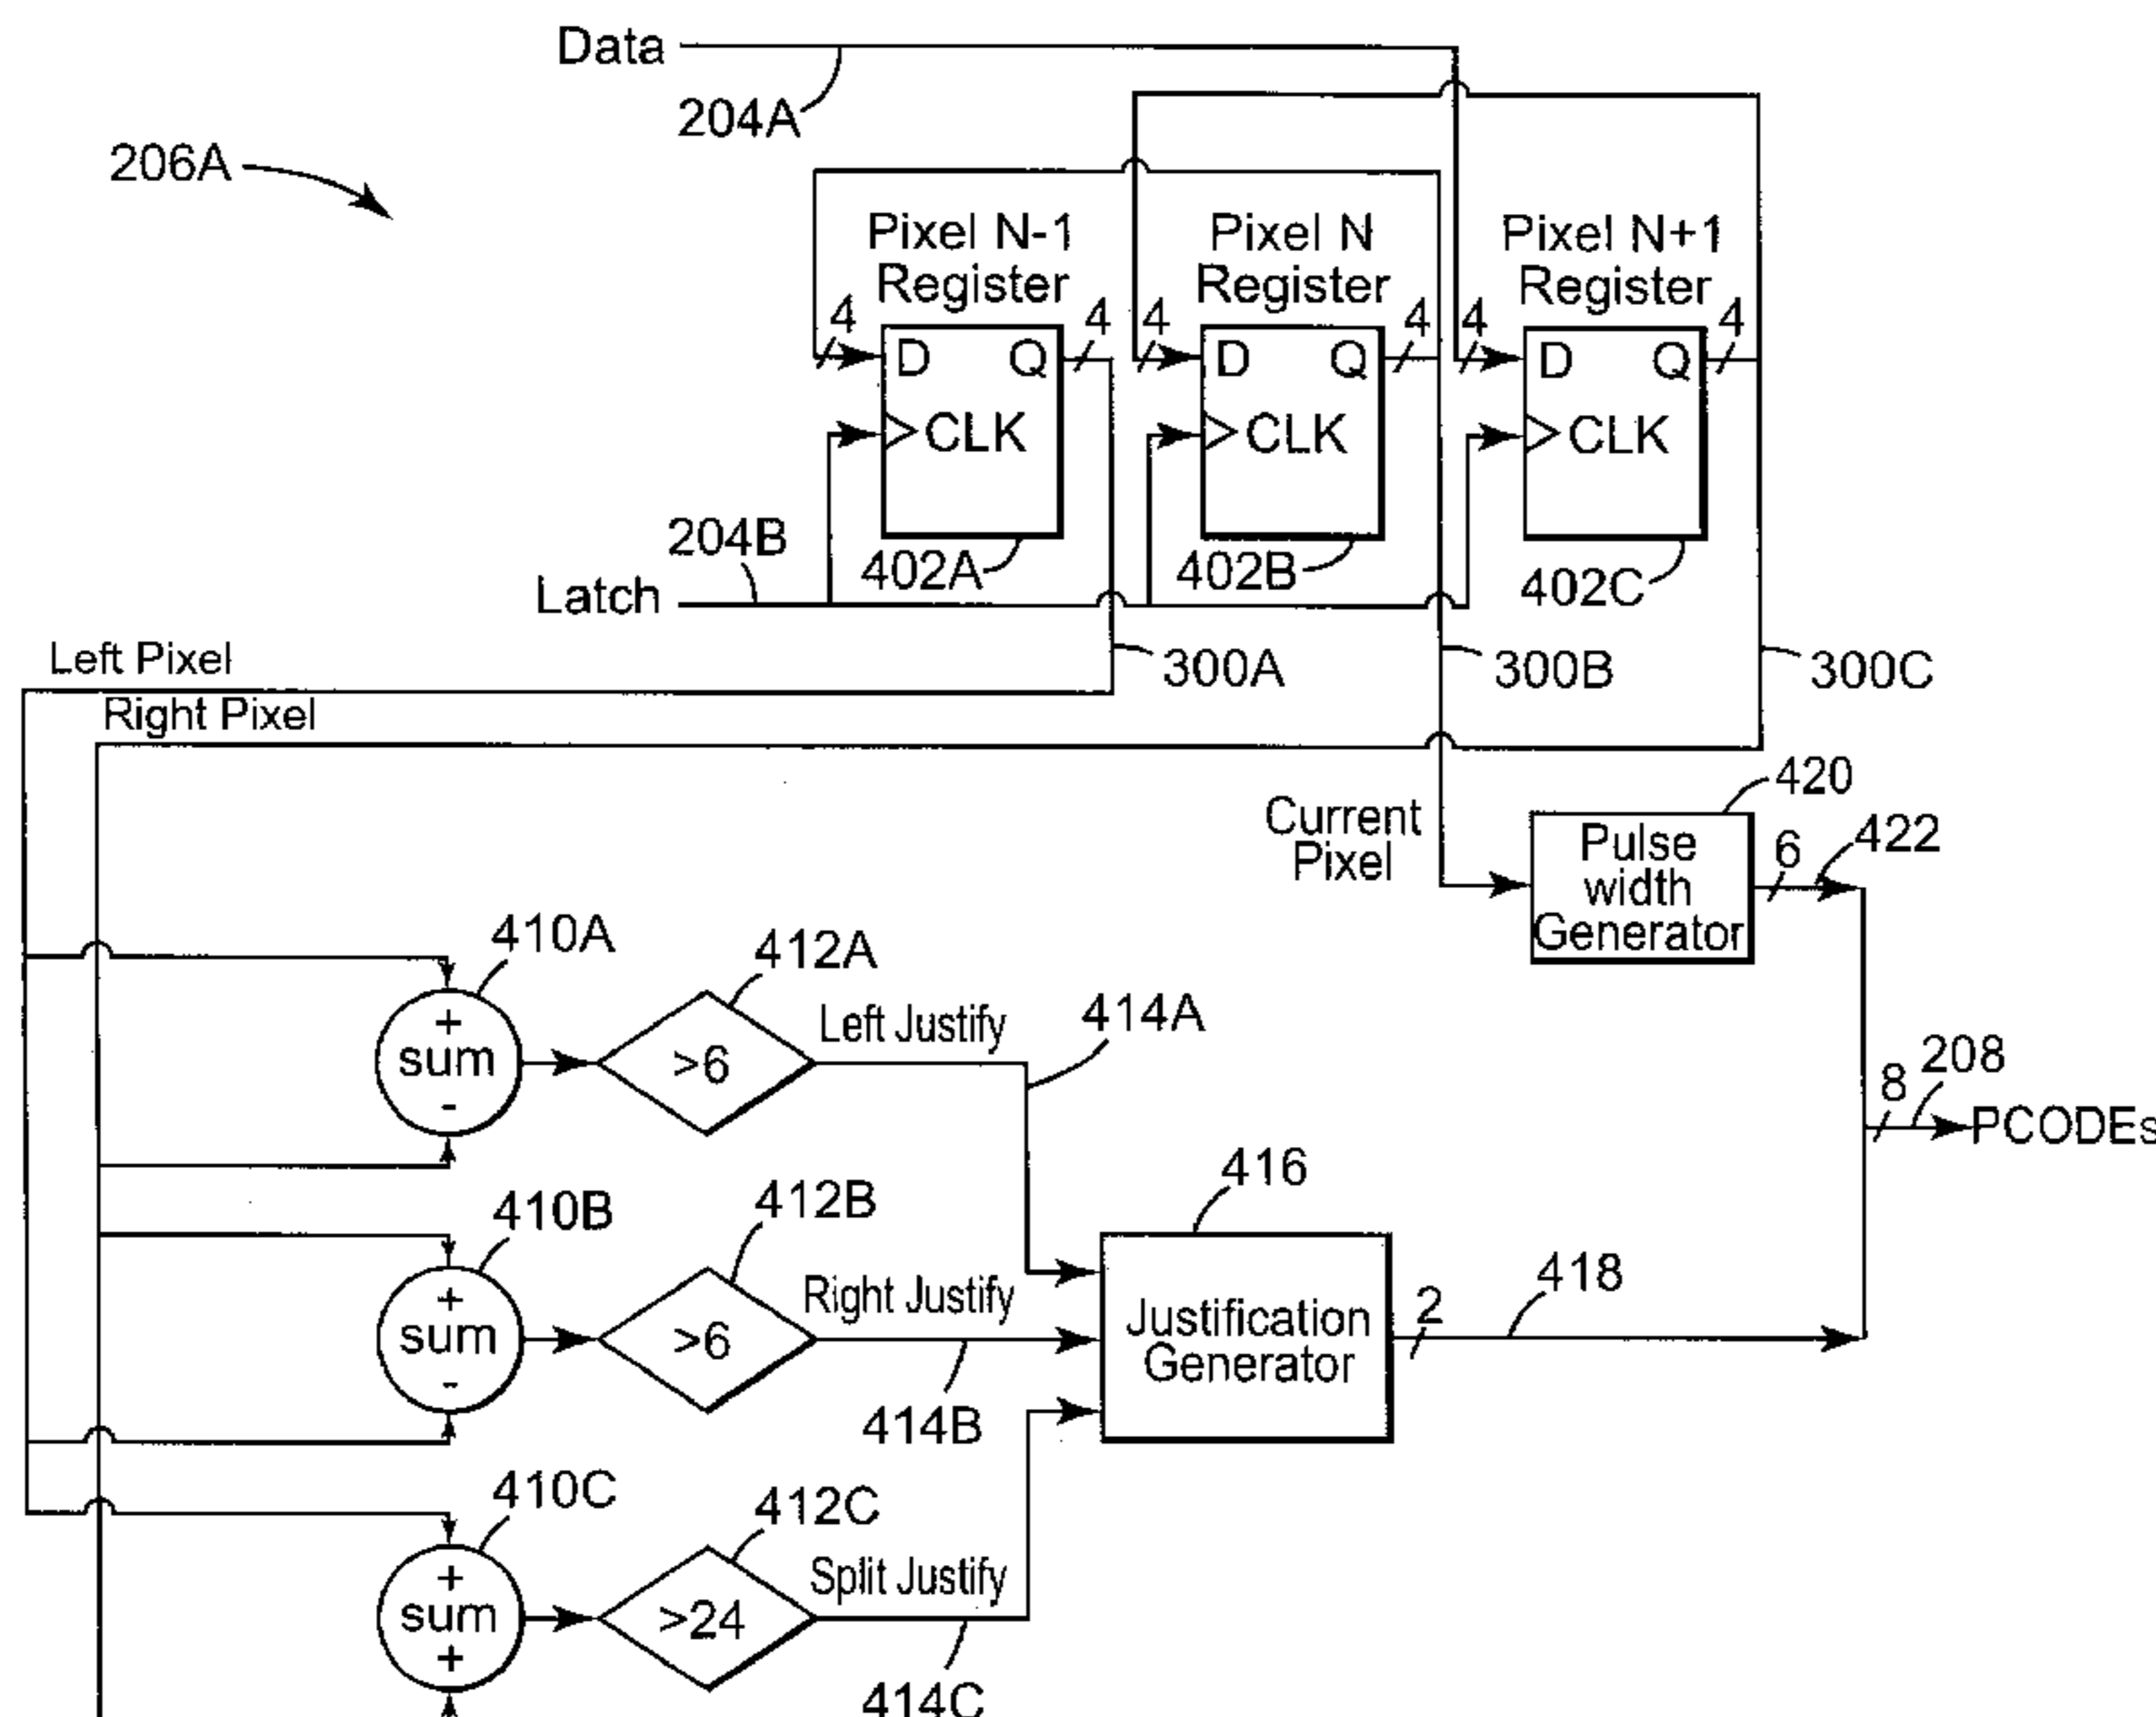 Data
204A
206A
Pixel N-1
Register
Pixel N
Register
Pixel N+1
Register
4
4
4
4
4
4
D Q
CLK
D Q
CLK
D Q
CLK
204B
Latch
402A
402B
402C
300A
300B
300C
Left Pixel
Right Pixel
Current
Pixel
420
Pulse
width
Generator
6
422
410A
+
sum
-
412A
>6
Left Justify
414A
8
208
PCODEs
410B
+
sum
-
412B
>6
Right Justify
414B
416
Justification
Generator
2
418
410C
+
sum
+
412C
>24
Split Justify
414C